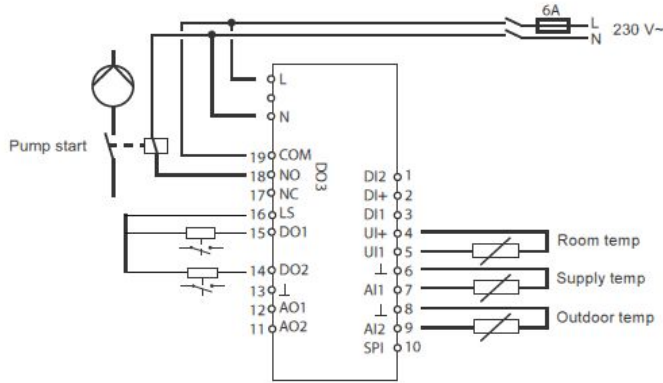 6A
L
N
230 V~
L
N
Pump start
19 COM
18 NO
17 NC
16 LS
15 DO1
14 DO2
13 ⊥
12 AO1
11 AO2
DO3
DI2 1
DI+ 2
DI1 3
UI+ 4
UI1 5
⊥ 6
AI1 7
⊥ 8
AI2 9
SPI 10
Room temp
Supply temp
Outdoor temp